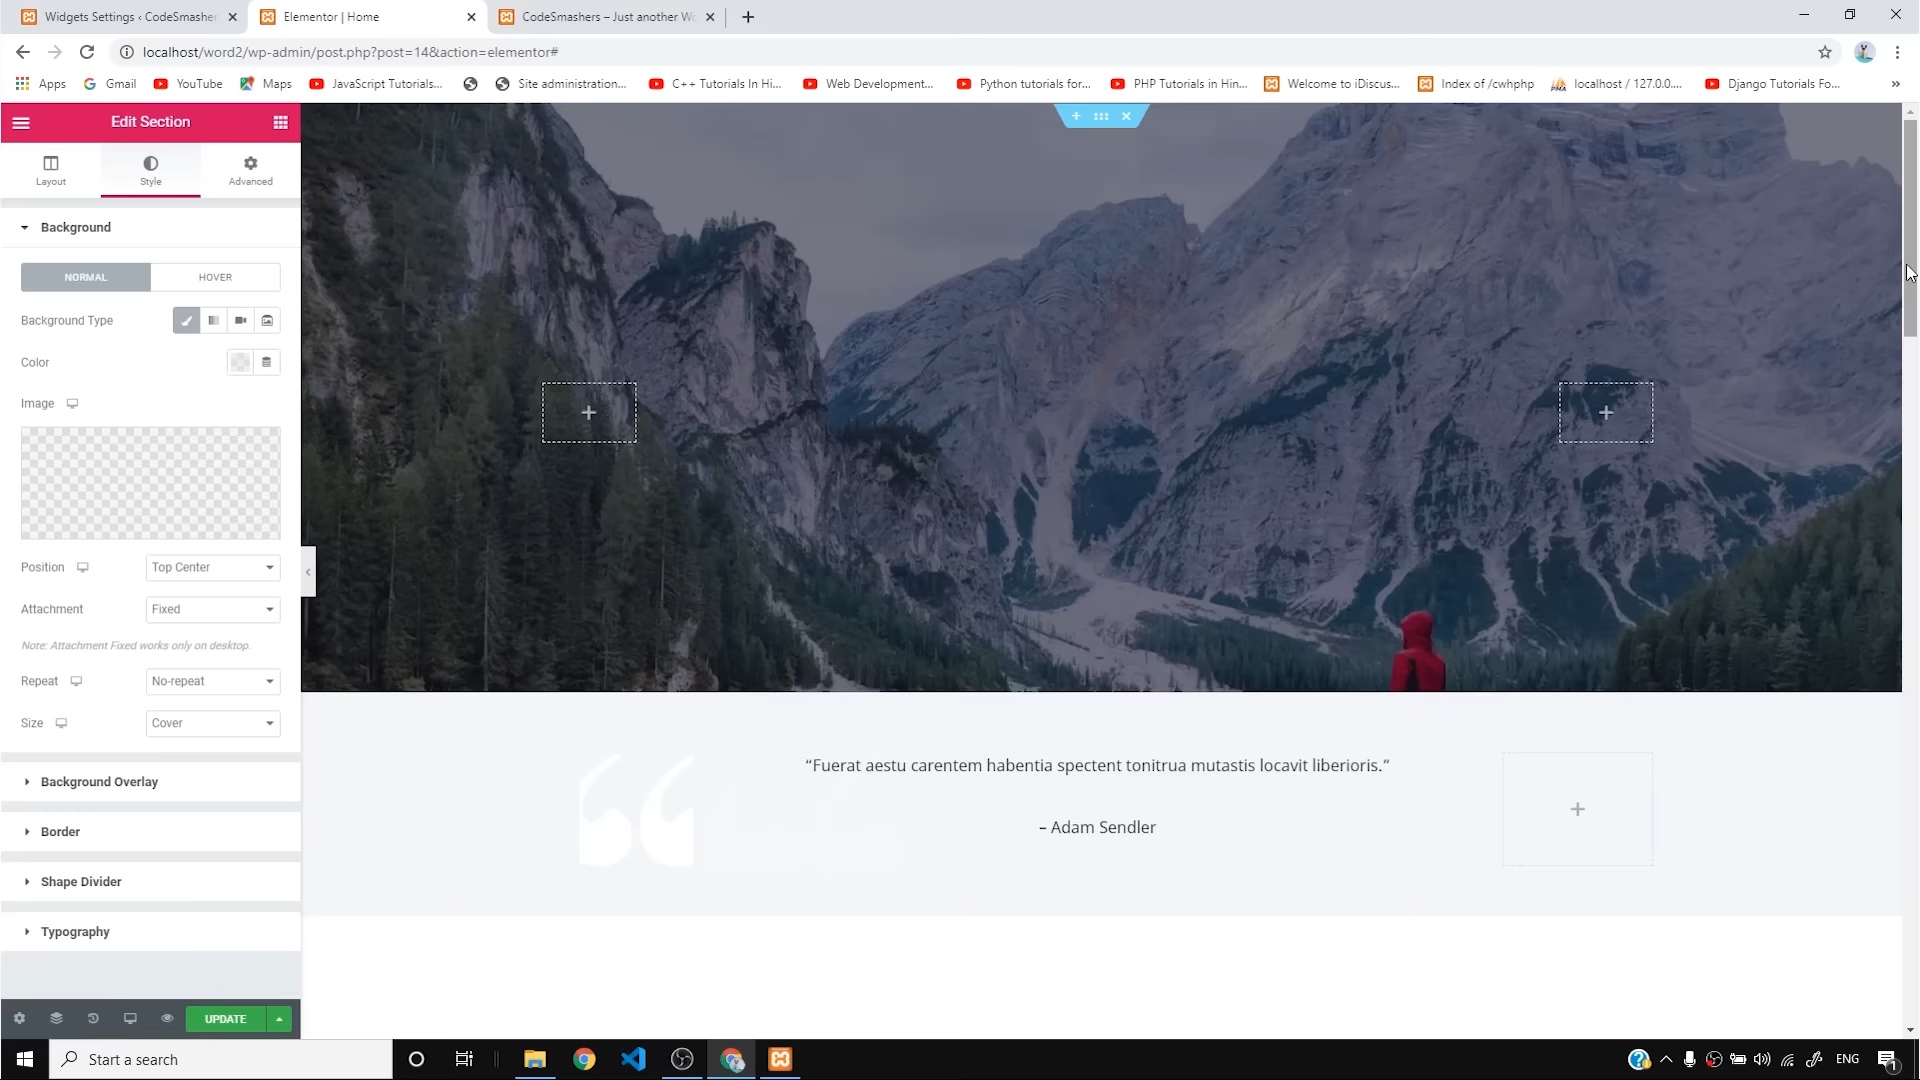 Widgets Settings ‹ CodeSmasher
Elementor | Home
CodeSmashers – Just another Wo
localhost/word2/wp-admin/post.php?post=14&action=elementor#
Apps
Gmail
YouTube
Maps
JavaScript Tutorials...
Site administration...
C++ Tutorials In Hi...
Web Development...
Python tutorials for...
PHP Tutorials in Hin...
Welcome to iDiscus...
Index of /cwhphp
localhost / 127.0.0....
Django Tutorials Fo...
»
Edit Section
Layout
Style
Advanced
Background
NORMAL
HOVER
Background Type
Color
Image
Position
Top Center
Attachment
Fixed
Note: Attachment Fixed works only on desktop.
Repeat
No-repeat
Size
Cover
Background Overlay
Border
Shape Divider
Typography
UPDATE
“Fuerat aestu carentem habentia spectent tonitrua mutastis locavit liberioris.”
– Adam Sendler
Start a search
ENG
1